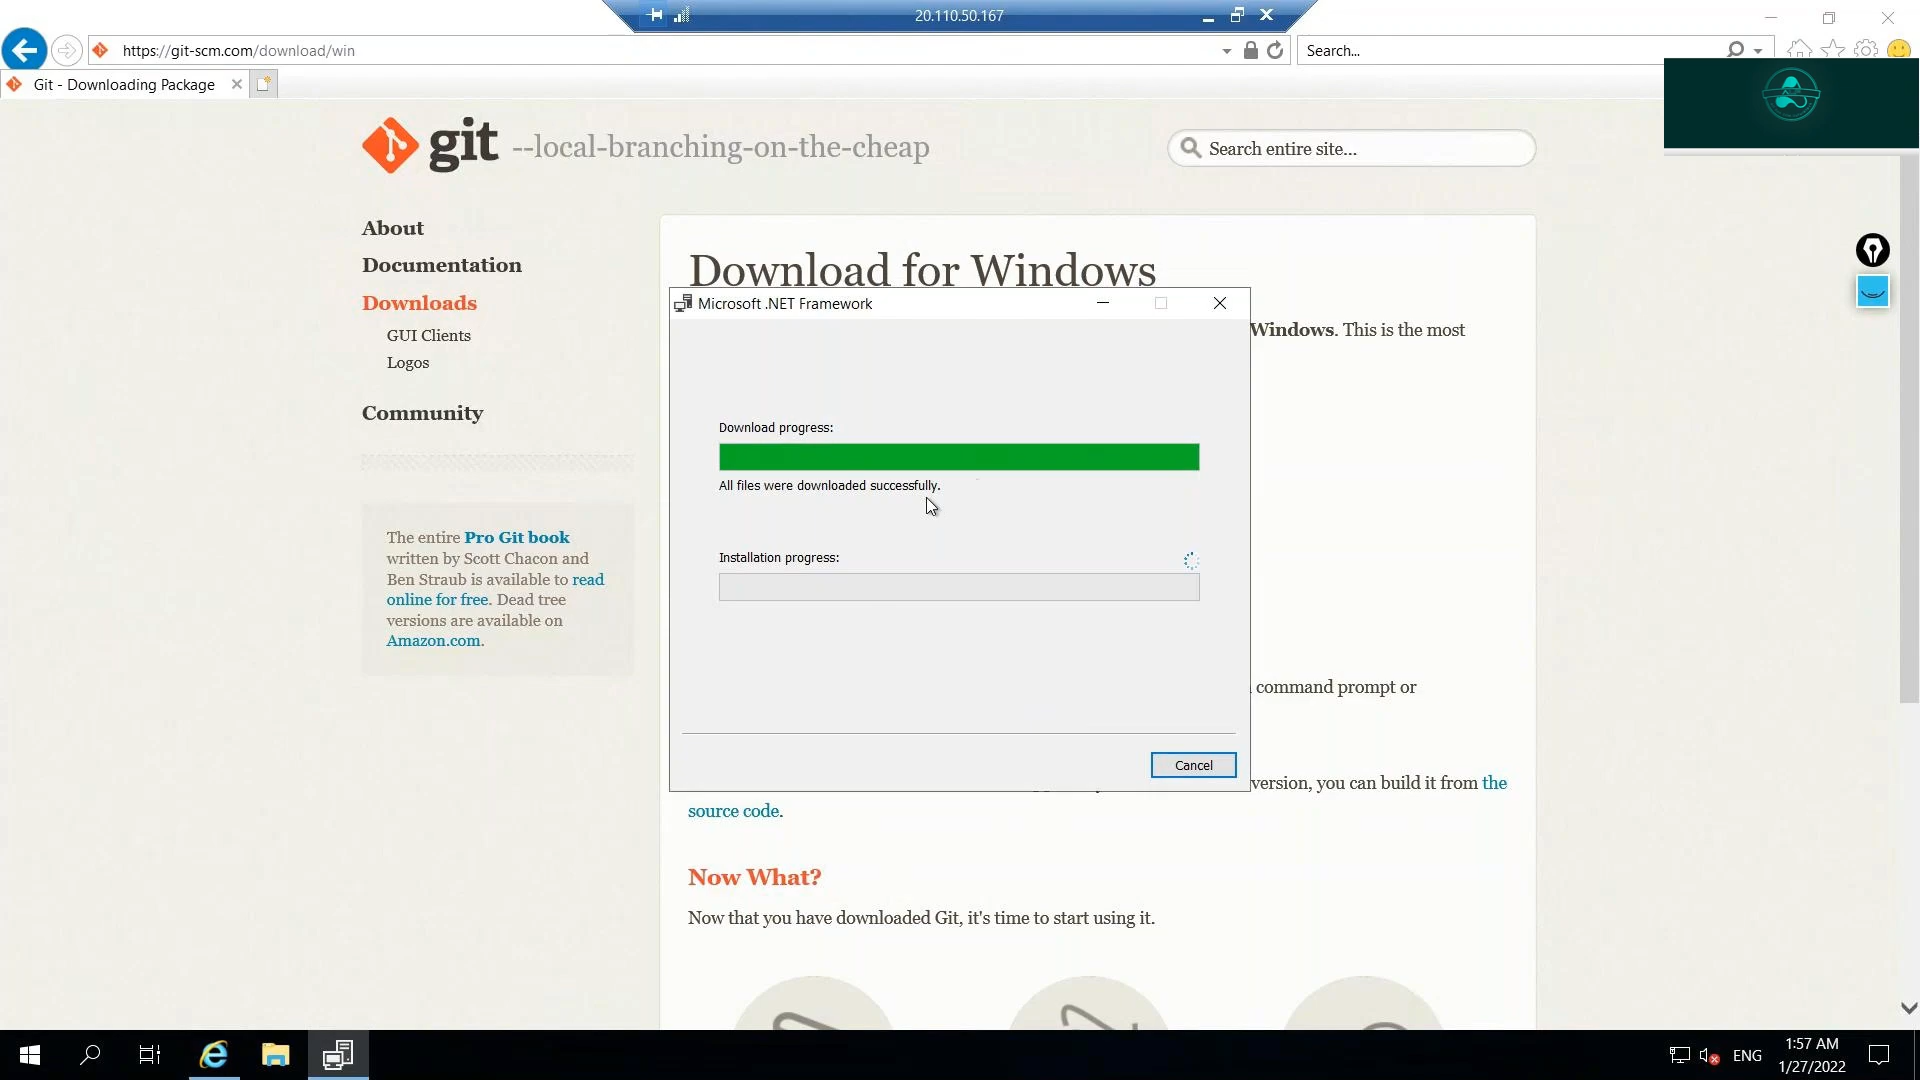 20.110.50.167
https://git-scm.com/download/win
Search...
Git - Downloading Package
git --local-branching-on-the-cheap
Search entire site...
About
Documentation
Downloads
GUI Clients
Logos
Community
The entire Pro Git book
written by Scott Chacon and
Ben Straub is available to read
online for free. Dead tree
versions are available on
Amazon.com.
Download for Windows
Windows. This is the most
Microsoft .NET Framework
Download progress:
All files were downloaded successfully.
Installation progress:
Cancel
command prompt or
version, you can build it from the
source code.
Now What?
Now that you have downloaded Git, it's time to start using it.
ENG
1:57 AM
1/27/2022